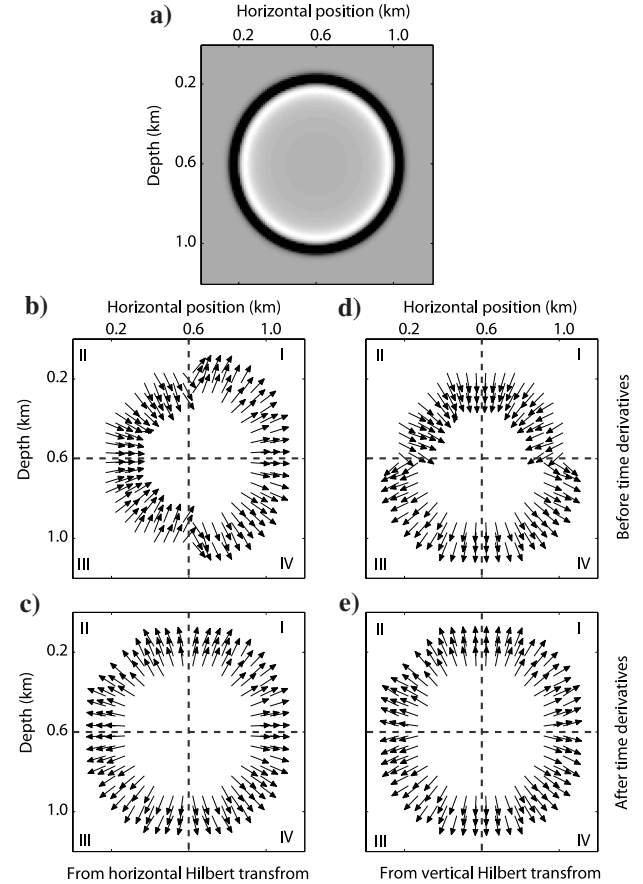 a)
Horizontal position (km)
0.2 0.6 1.0
Depth (km)
0.2
0.6
1.0
b)
Horizontal position (km)
0.2 0.6 1.0
d)
Horizontal position (km)
0.2 0.6 1.0
Depth (km)
0.2
0.6
1.0
II I
III IV
II I
III IV
Before time derivatives
c)
e)
Depth (km)
0.2
0.6
1.0
II I
III IV
II I
III IV
After time derivatives
From horizontal Hilbert transfrom
From vertical Hilbert transfrom